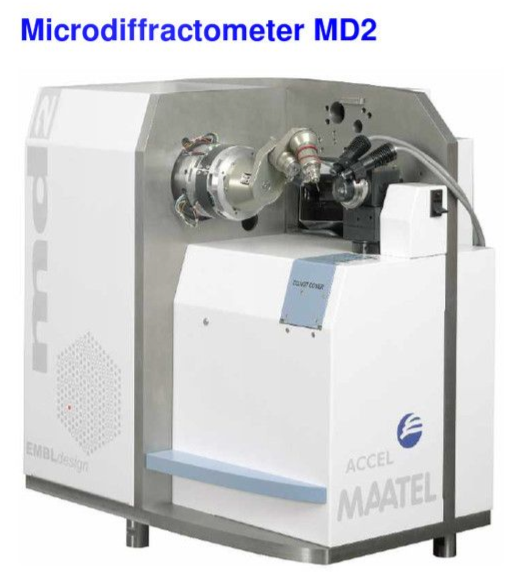 Microdiffractometer MD2
md2
EMBLdesign
ACCEL
MAATEL